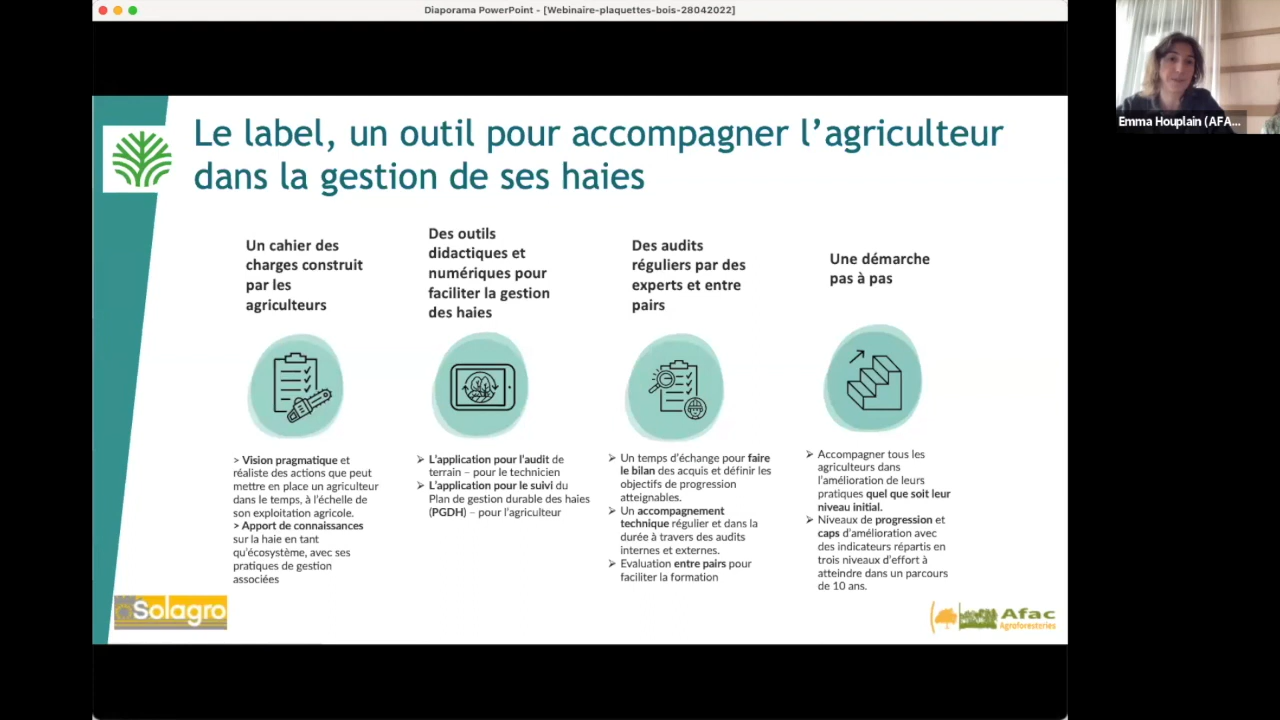 Diaporama PowerPoint - [Webinaire-plaquettes-bois-28042022]
Emma Houplain (AFA...
Le label, un outil pour accompagner l’agriculteur
dans la gestion de ses haies
Un cahier des
charges construit
par les
agriculteurs
> Vision pragmatique et
réaliste des actions que peut
mettre en place un agriculteur
dans le temps, à l’échelle de
son exploitation agricole.
> Apport de connaissances
sur la haie en tant
qu’écosystème, avec ses
pratiques de gestion
associées
Des outils
didactiques et
numériques pour
faciliter la gestion
des haies
➢ L’application pour l’audit de
terrain – pour le technicien
➢ L’application pour le suivi du
Plan de gestion durable des haies
(PGDH) – pour l’agriculteur
Des audits
réguliers par des
experts et entre
pairs
➢ Un temps d’échange pour faire
le bilan des acquis et définir les
objectifs de progression
atteignables.
➢ Un accompagnement
technique régulier et dans la
durée à travers des audits
internes et externes.
➢ Evaluation entre pairs pour
faciliter la formation
Une démarche
pas à pas
➢ Accompagner tous les
agriculteurs dans
l’amélioration de leurs
pratiques quel que soit leur
niveau initial.
➢ Niveaux de progression et
caps d’amélioration avec
des indicateurs répartis en
trois niveaux d’effort à
atteindre dans un parcours
de 10 ans.
Solagro
Afac
Agroforesteries